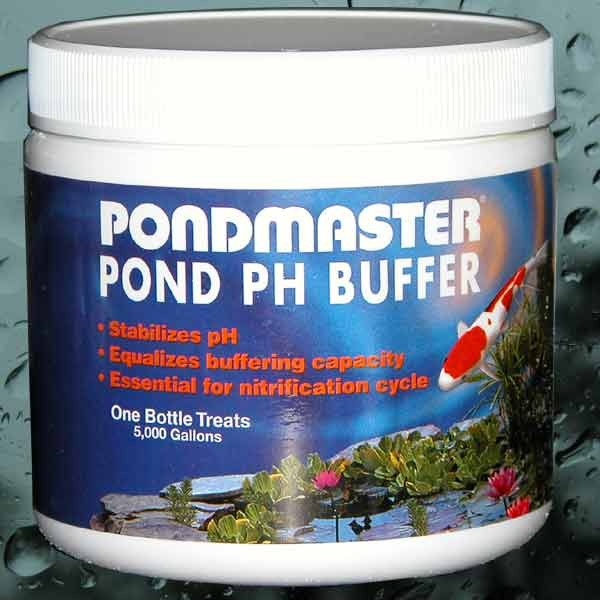 PONDMASTER®
POND PH BUFFER
• Stabilizes pH
• Equalizes buffering capacity
• Essential for nitrification cycle
One Bottle Treats
5,000 Gallons